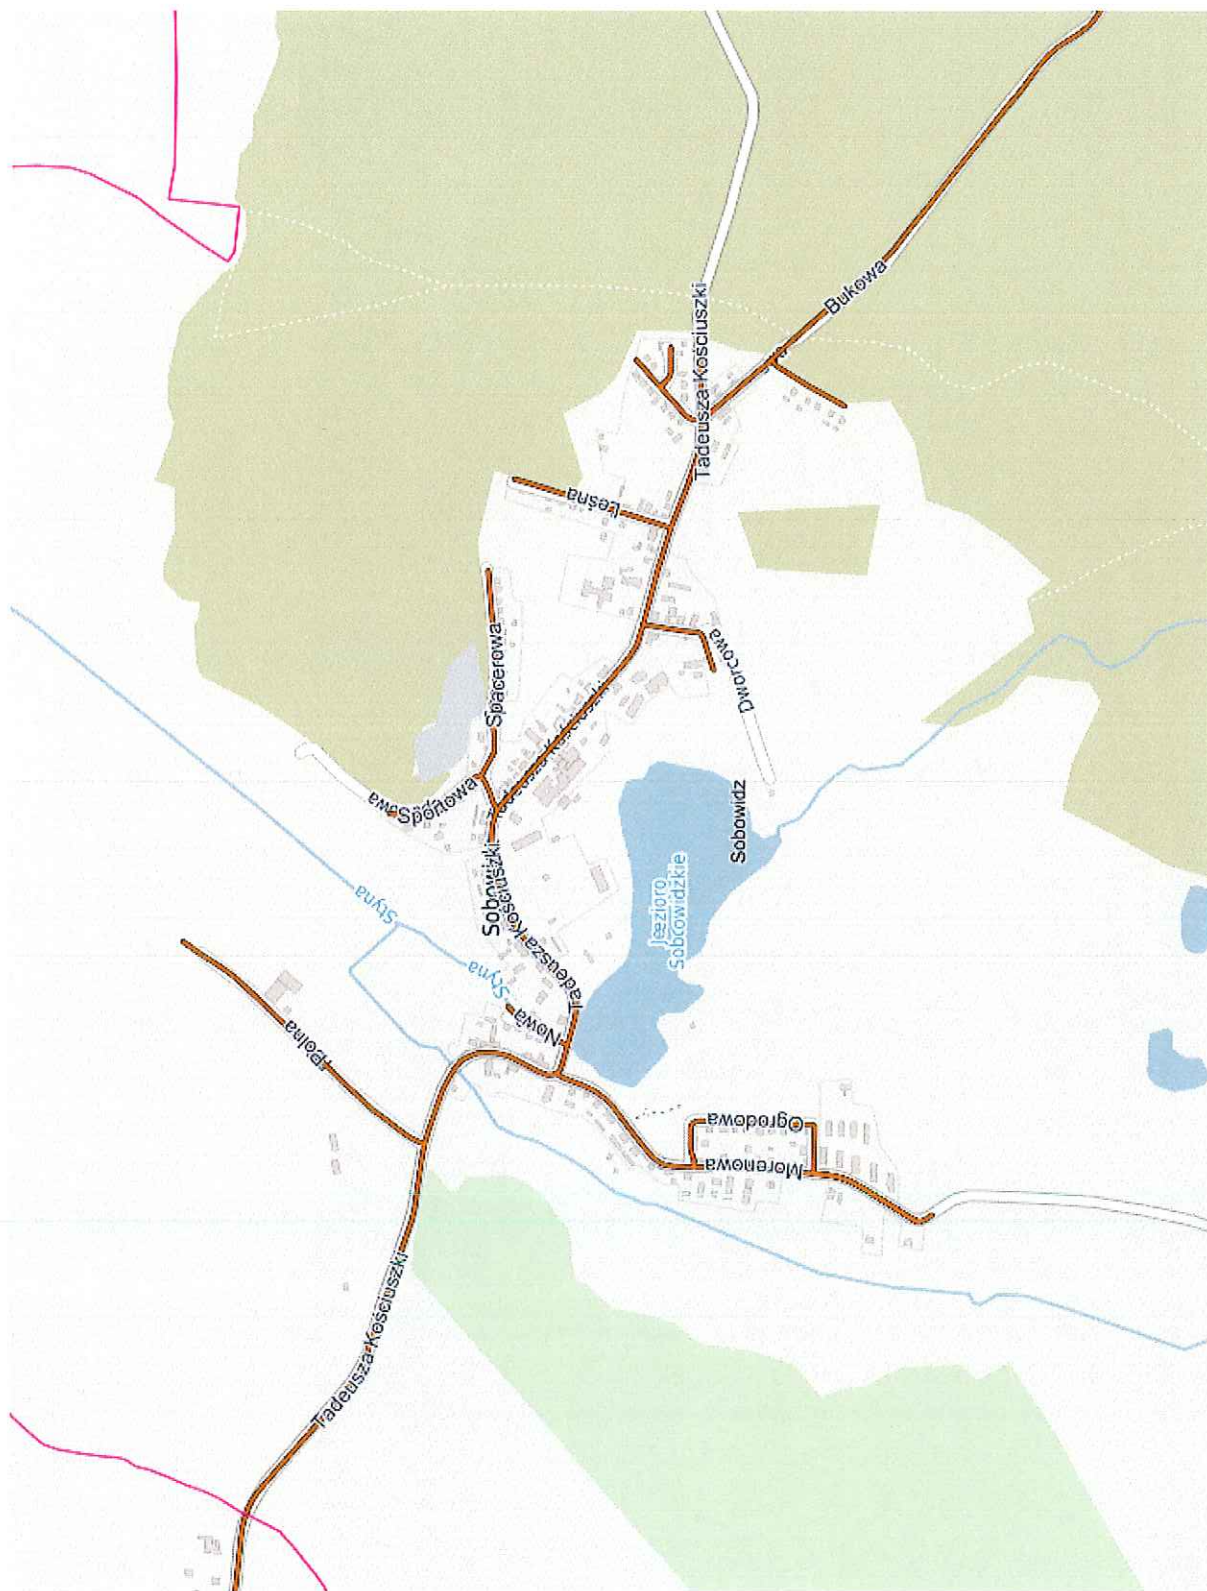 Tadeusza Kościuszki
Bukowa
Leśna
Spacerowa
Dworcowa
Sportowa
Sobowidz
Jezioro
Sobowidzkie
Styna
Styna
Tadeusza Kościuszki
Nowa
Polna
Ogrodowa
Morenowa
Tadeusza Kościuszki